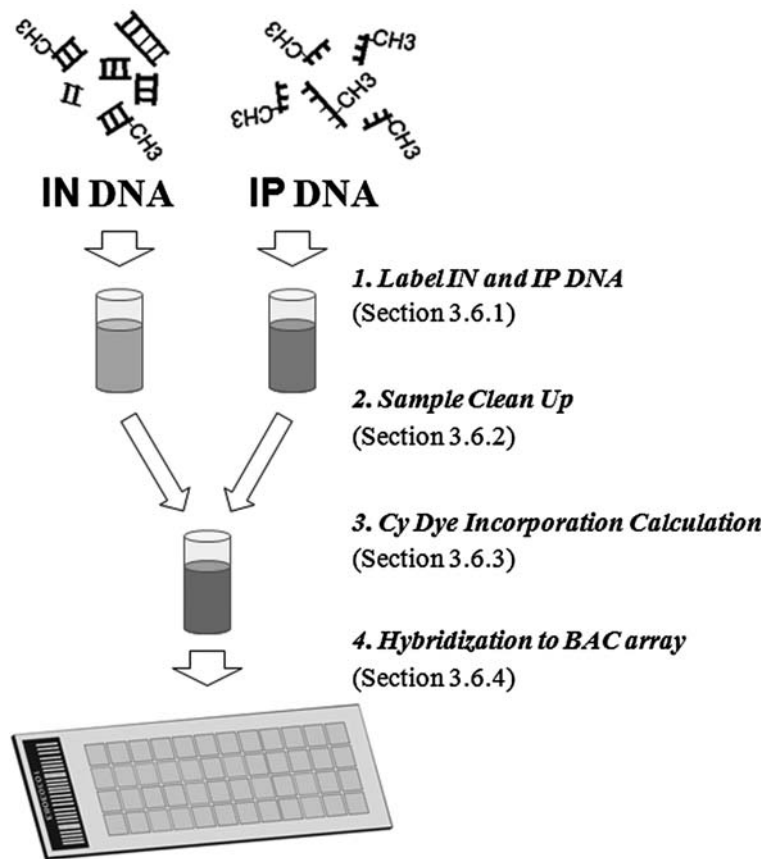 CH3
CH3
CH3
CH3
CH3
CH3
CH3
IN DNA
IP DNA
1. Label IN and IP DNA
(Section 3.6.1)
2. Sample Clean Up
(Section 3.6.2)
3. Cy Dye Incorporation Calculation
(Section 3.6.3)
4. Hybridization to BAC array
(Section 3.6.4)